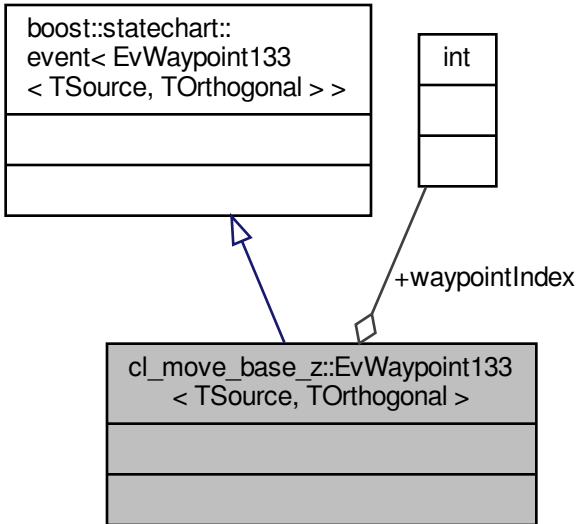 boost::statechart::
event< EvWaypoint133
< TSource, TOrthogonal > >
int
+waypointIndex
cl_move_base_z::EvWaypoint133
< TSource, TOrthogonal >